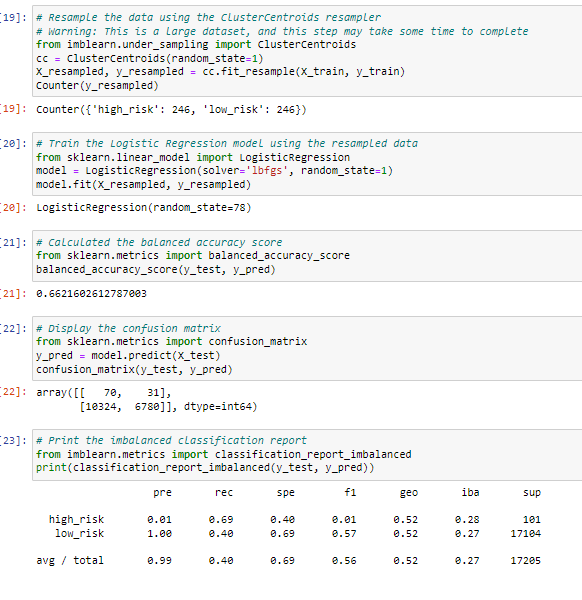 [19]: # Resample the data using the ClusterCentroids resampler
# Warning: This is a large dataset, and this step may take some time to complete
from imblearn.under_sampling import ClusterCentroids
cc = ClusterCentroids(random_state=1)
X_resampled, y_resampled = cc.fit_resample(X_train, y_train)
Counter(y_resampled)
[19]: Counter({'high_risk': 246, 'low_risk': 246})
[20]: # Train the Logistic Regression model using the resampled data
from sklearn.linear_model import LogisticRegression
model = LogisticRegression(solver='lbfgs', random_state=1)
model.fit(X_resampled, y_resampled)
[20]: LogisticRegression(random_state=78)
[21]: # Calculated the balanced accuracy score
from sklearn.metrics import balanced_accuracy_score
balanced_accuracy_score(y_test, y_pred)
[21]: 0.6621602612787003
[22]: # Display the confusion matrix
from sklearn.metrics import confusion_matrix
y_pred = model.predict(X_test)
confusion_matrix(y_test, y_pred)
[22]: array([[   70,    31],
[10324,  6780]], dtype=int64)
[23]: # Print the imbalanced classification report
from imblearn.metrics import classification_report_imbalanced
print(classification_report_imbalanced(y_test, y_pred))
pre rec spe f1 geo iba sup
high_risk 0.01 0.69 0.40 0.01 0.52 0.28 101
low_risk 1.00 0.40 0.69 0.57 0.52 0.27 17104
avg / total 0.99 0.40 0.69 0.56 0.52 0.27 17205